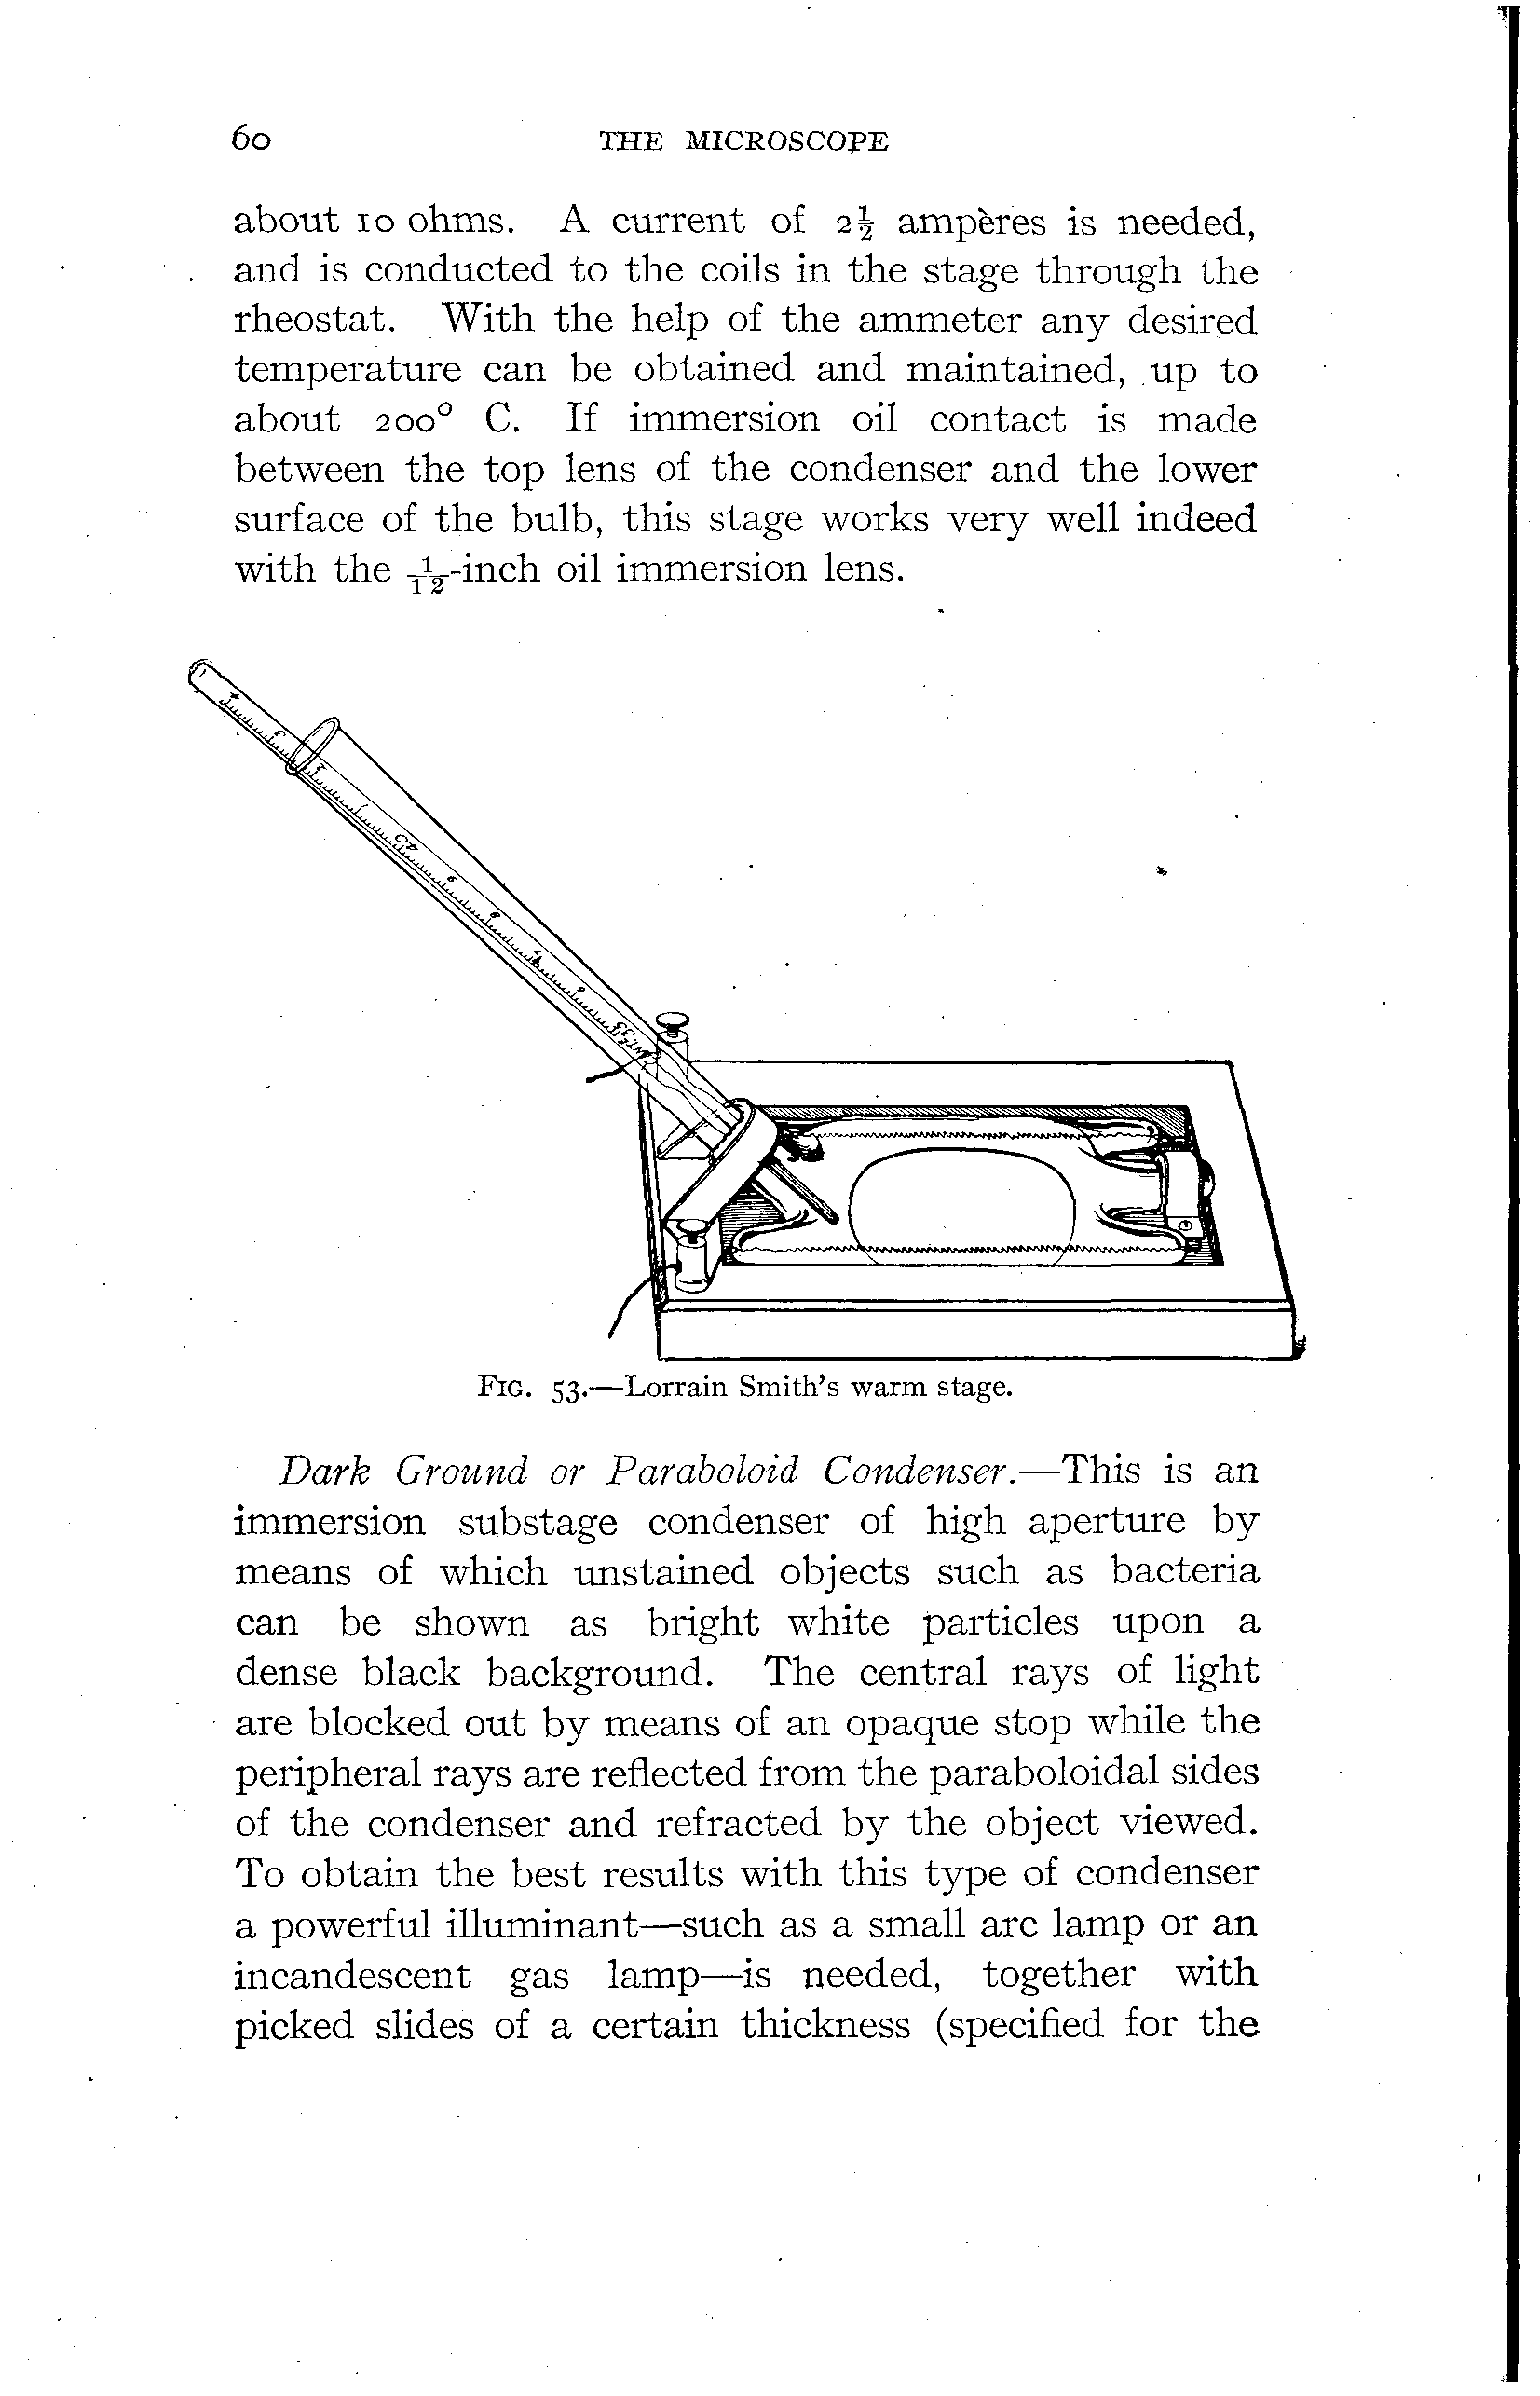 60 THE MICROSCOPE
about 10 ohms. A current of 2½ ampères is needed,
and is conducted to the coils in the stage through the
rheostat. With the help of the ammeter any desired
temperature can be obtained and maintained, up to
about 200° C. If immersion oil contact is made
between the top lens of the condenser and the lower
surface of the bulb, this stage works very well indeed
with the 1/12-inch oil immersion lens.
4
3
2
1
40
9
8
7
6
35
FIG. 53.—Lorrain Smith's warm stage.
Dark Ground or Paraboloid Condenser.—This is an
immersion substage condenser of high aperture by
means of which unstained objects such as bacteria
can be shown as bright white particles upon a
dense black background. The central rays of light
are blocked out by means of an opaque stop while the
peripheral rays are reflected from the paraboloidal sides
of the condenser and refracted by the object viewed.
To obtain the best results with this type of condenser
a powerful illuminant—such as a small arc lamp or an
incandescent gas lamp—is needed, together with
picked slides of a certain thickness (specified for the